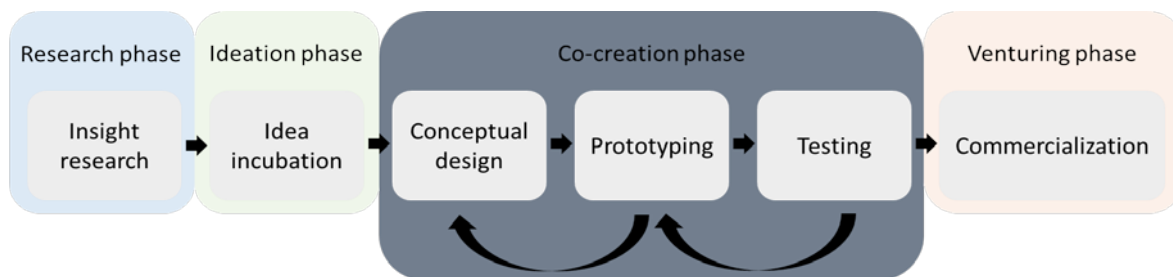 Research phase
Ideation phase
Co-creation phase
Venturing phase
Insight
research
Idea
incubation
Conceptual
design
Prototyping
Testing
Commercialization